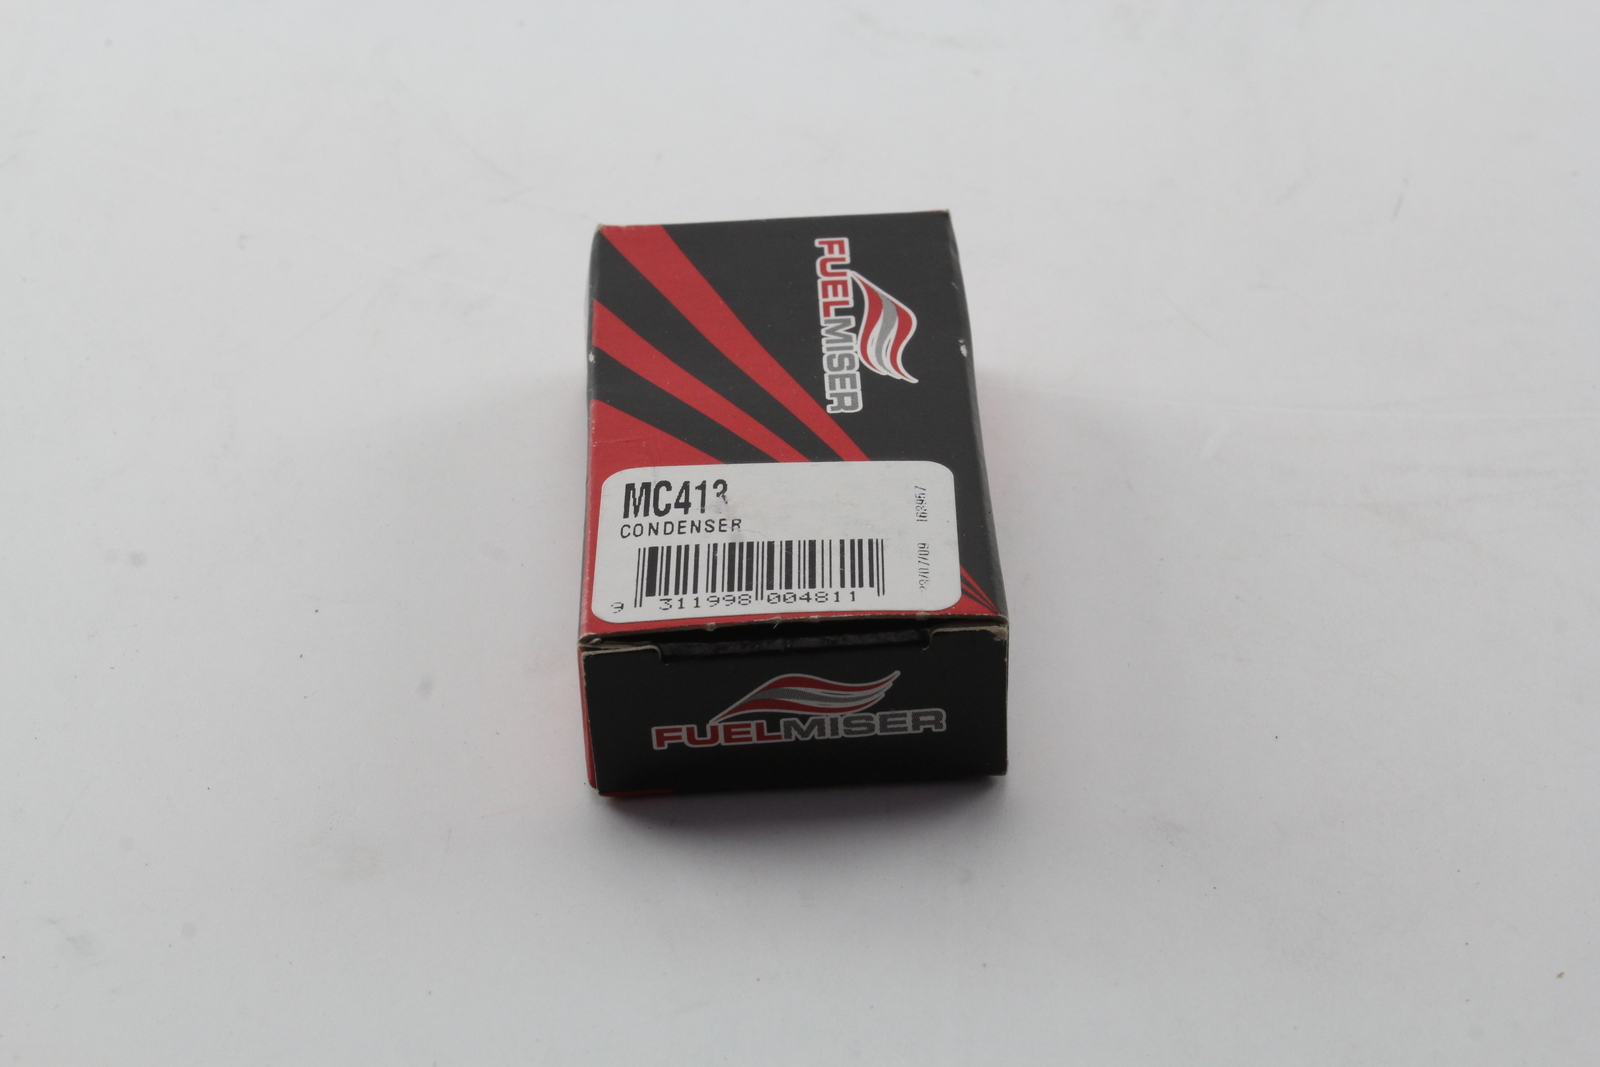 FUELMISER
MC413
CONDENSER
9 311998 004811
FUELMISER